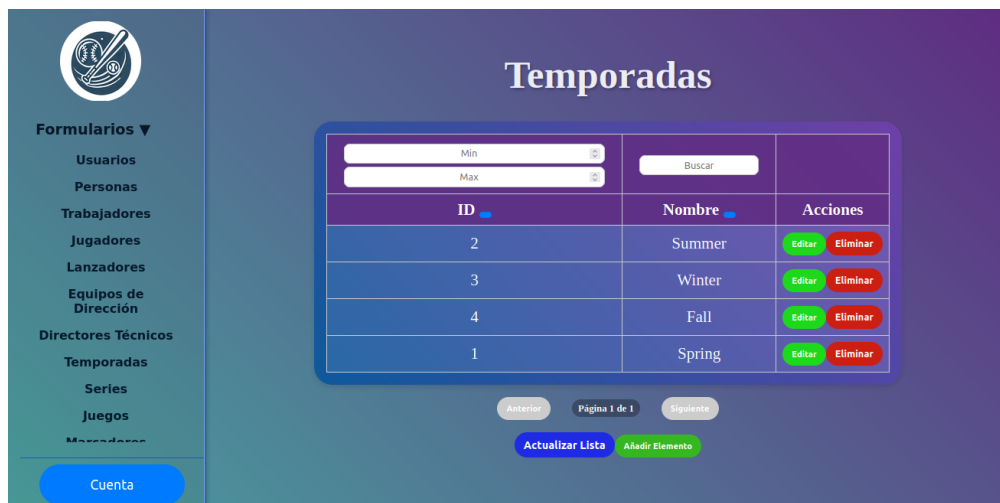 Temporadas
Formularios ▼
Usuarios
Personas
Trabajadores
Jugadores
Lanzadores
Equipos de
Dirección
Directores Técnicos
Temporadas
Series
Juegos
Marcadores
Cuenta
Min
Max
Buscar
ID Nombre Acciones
2 Summer Editar Eliminar
3 Winter Editar Eliminar
4 Fall Editar Eliminar
1 Spring Editar Eliminar
Anterior Página 1 de 1 Siguiente
Actualizar Lista Añadir Elemento